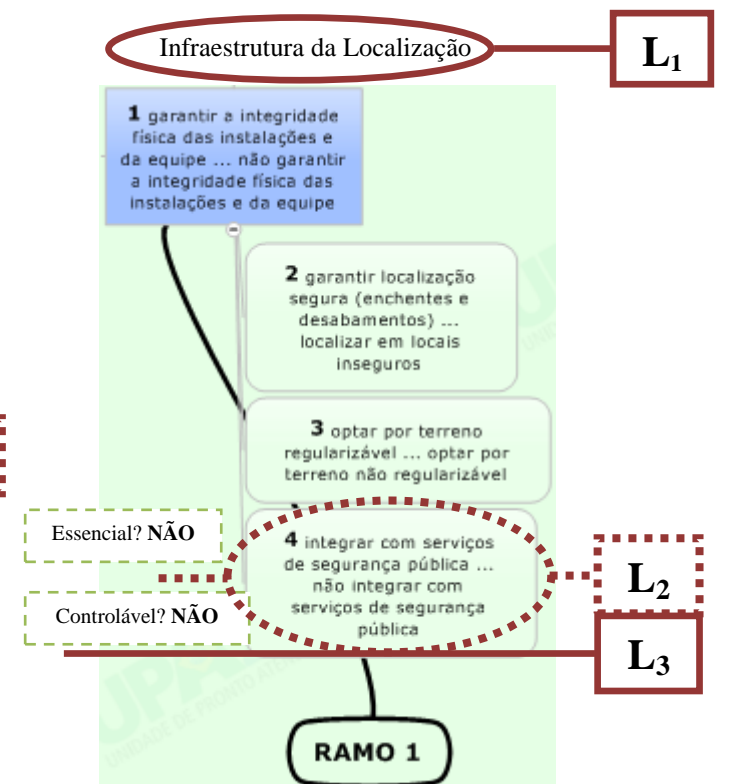 Infraestrutura da Localização
L₁
1 garantir a integridade
física das instalações e
da equipe ... não garantir
a integridade física das
instalações e da equipe
2 garantir localização
segura (enchentes e
desabamentos) ...
localizar em locais
inseguros
3 optar por terreno
regularizável ... optar por
terreno não regularizável
Essencial? NÃO
4 integrar com serviços
de segurança pública ...
não integrar com
serviços de segurança
pública
L₂
Controlável? NÃO
L₃
RAMO 1